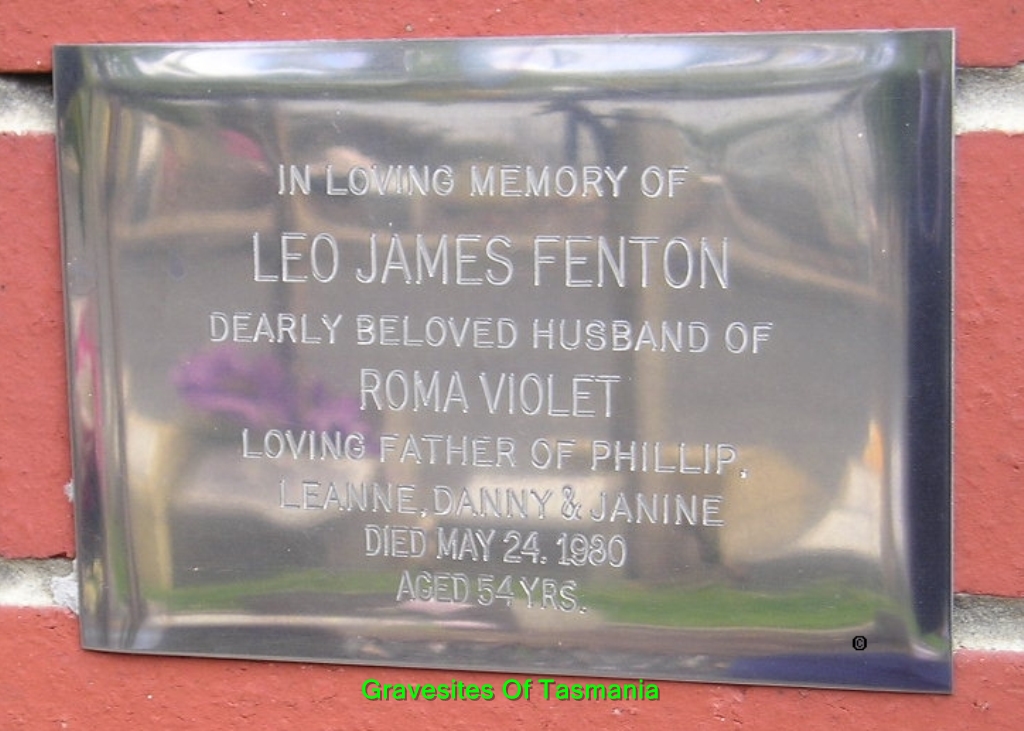 IN LOVING MEMORY OF
LEO JAMES FENTON
DEARLY BELOVED HUSBAND OF
ROMA VIOLET
LOVING FATHER OF PHILLIP,
LEANNE, DANNY & JANINE
DIED MAY 24. 1980
AGED 54 YRS.
©
Gravesites Of Tasmania